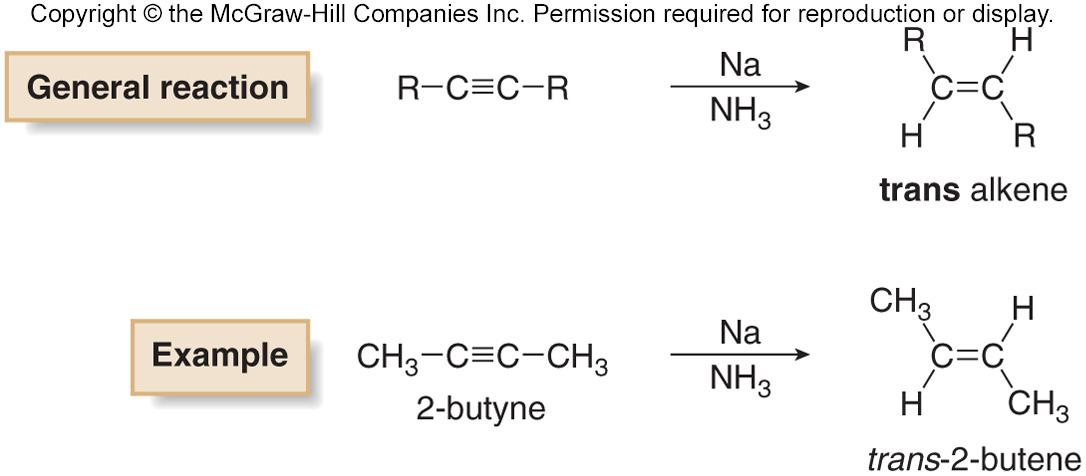 Copyright © the McGraw-Hill Companies Inc. Permission required for reproduction or display.
General reaction
R−C≡C−R
Na
NH₃
R H
C=C
H R
trans alkene
Example
CH₃−C≡C−CH₃
2-butyne
Na
NH₃
CH₃ H
C=C
H CH₃
trans-2-butene